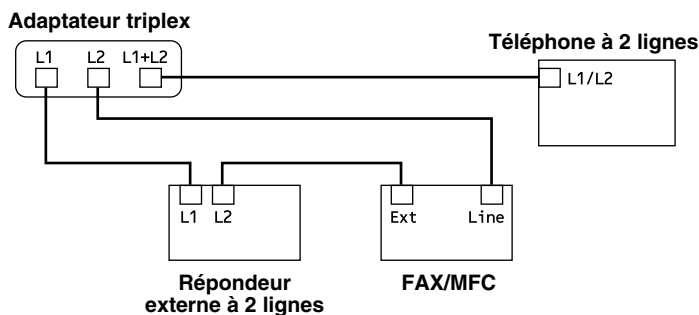 Adaptateur triplex
L1 L2 L1+L2
Téléphone à 2 lignes
L1/L2
L1 L2
Ext Line
Répondeur
externe à 2 lignes
FAX/MFC